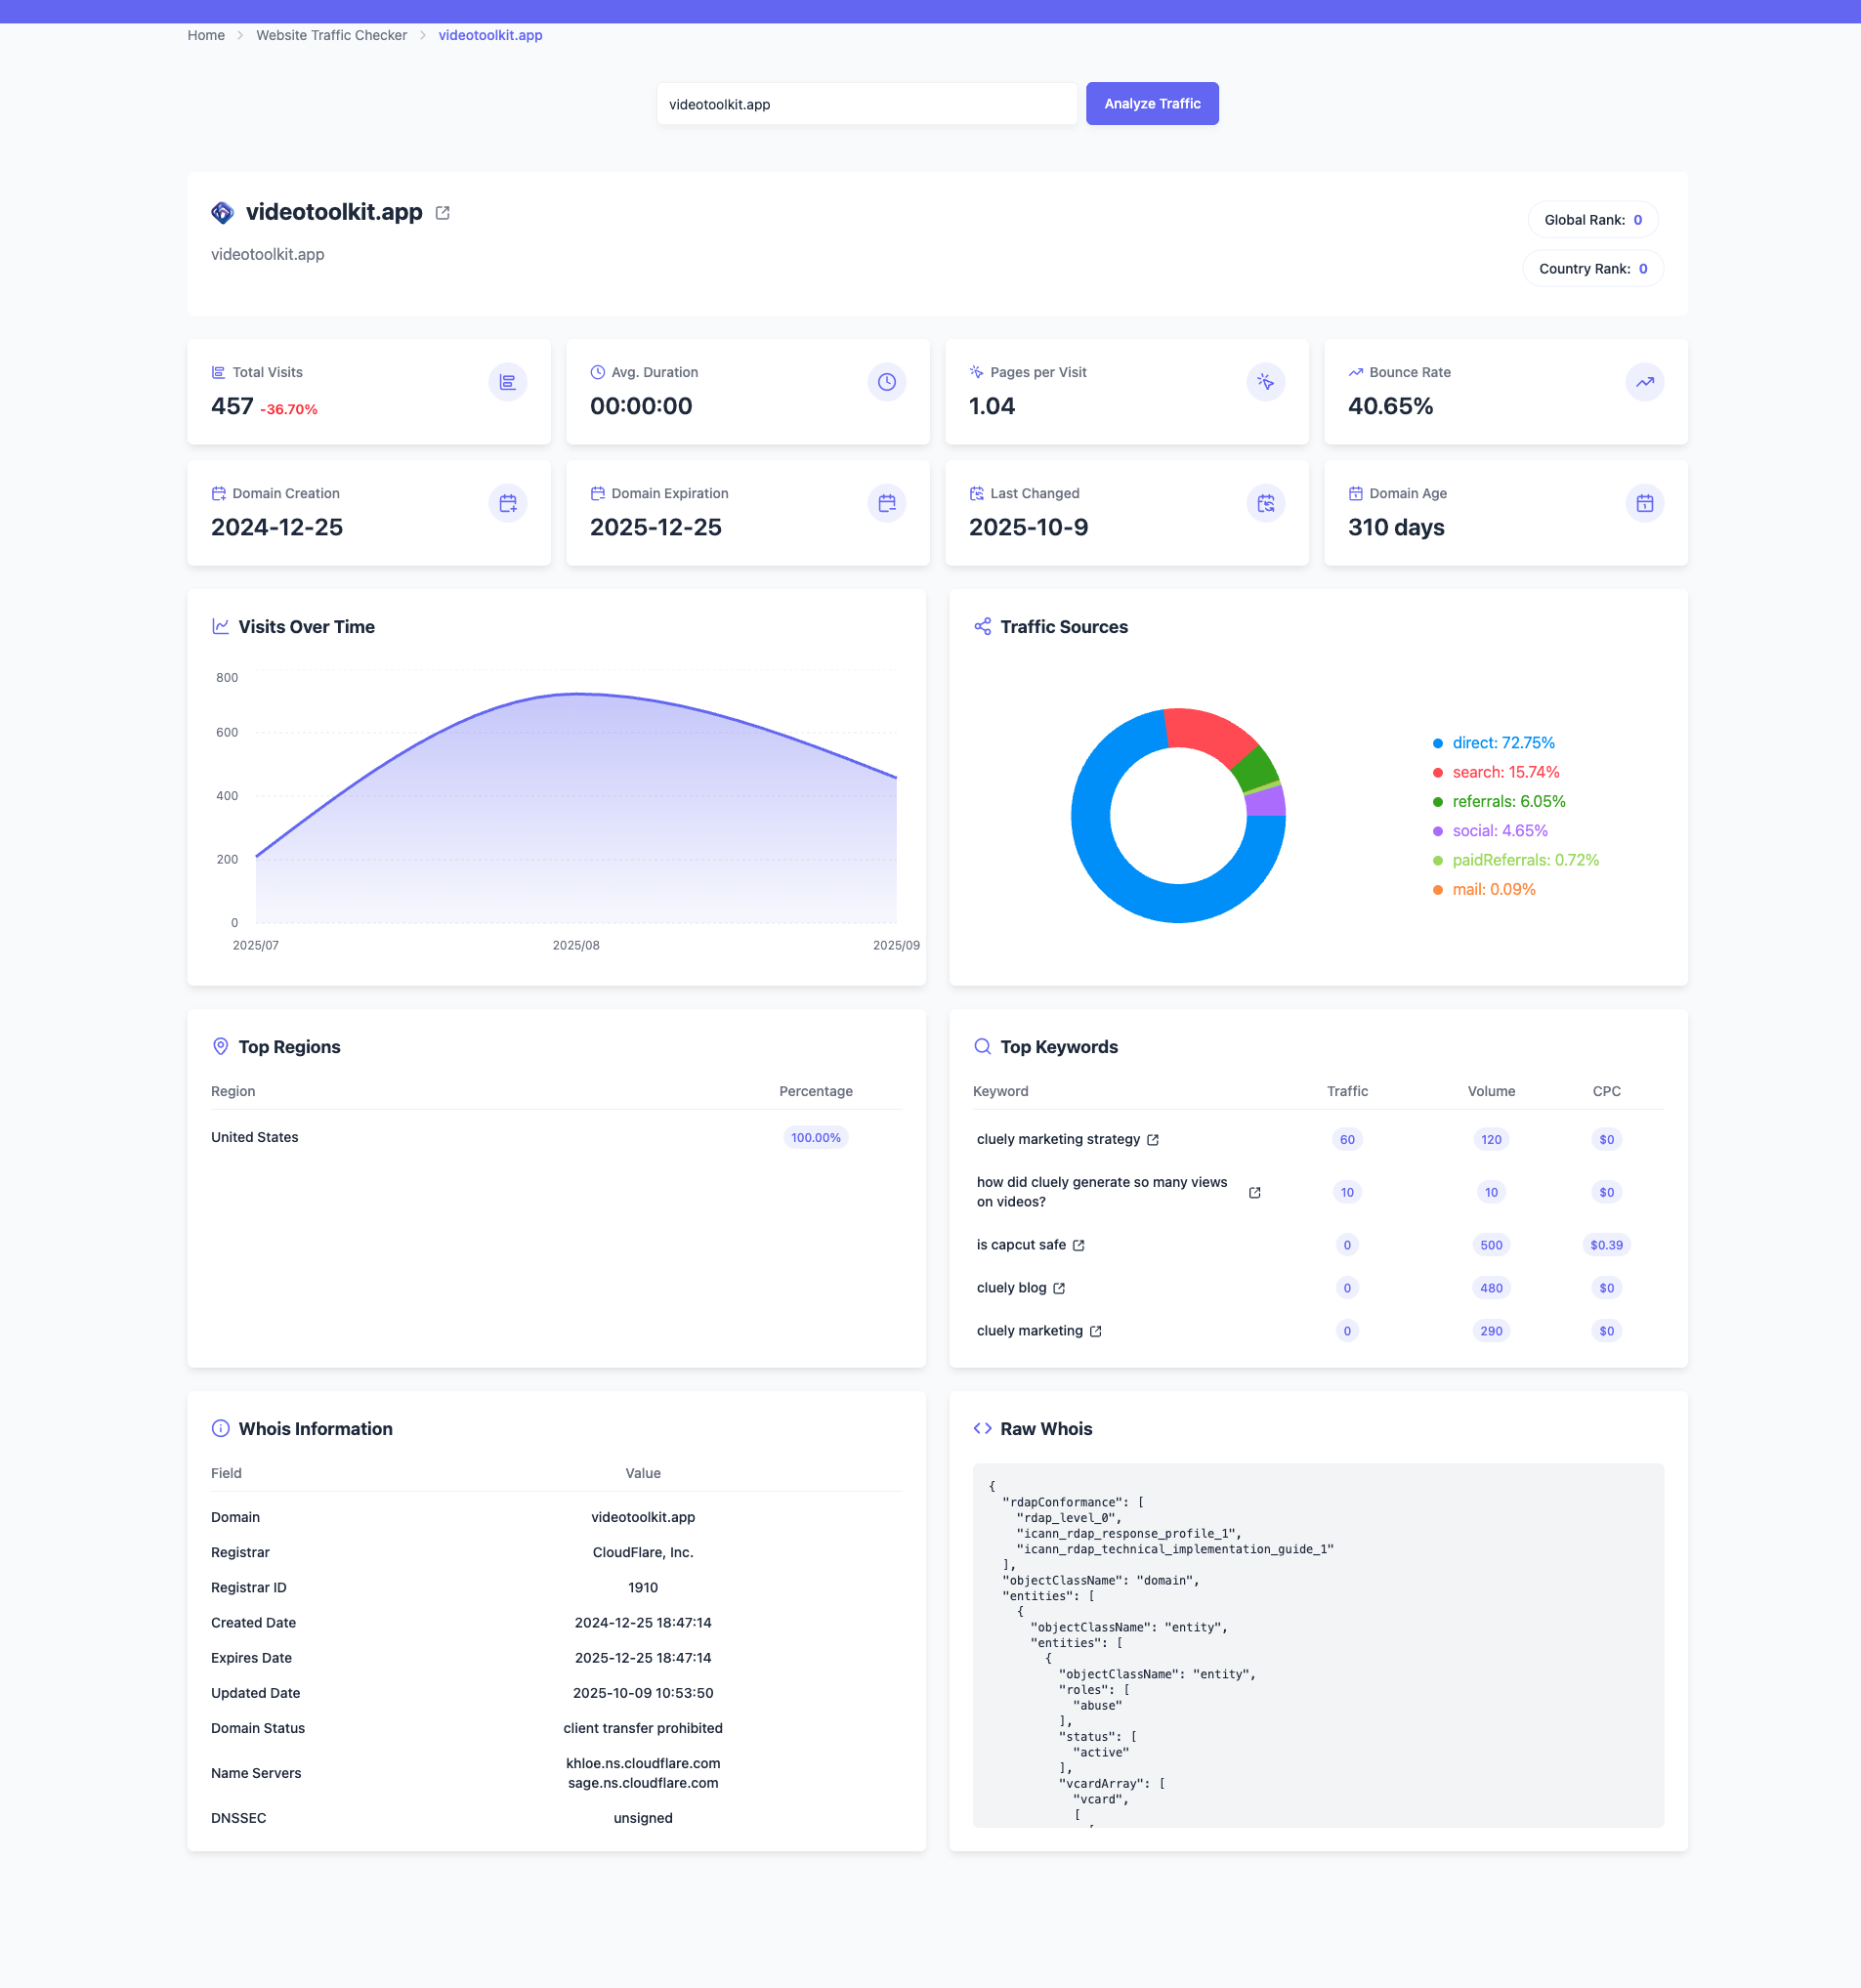 Home > Website Traffic Checker > videotoolkit.app
videotoolkit.app
Analyze Traffic
videotoolkit.app
videotoolkit.app
Global Rank: 0
Country Rank: 0
Total Visits
457 -36.70%
Avg. Duration
00:00:00
Pages per Visit
1.04
Bounce Rate
40.65%
Domain Creation
2024-12-25
Domain Expiration
2025-12-25
Last Changed
2025-10-9
Domain Age
310 days
Visits Over Time
800
600
400
200
0
2025/07
2025/08
2025/09
Traffic Sources
direct: 72.75%
search: 15.74%
referrals: 6.05%
social: 4.65%
paidReferrals: 0.72%
mail: 0.09%
Top Regions
Region Percentage
United States 100.00%
Top Keywords
Keyword Traffic Volume CPC
cluely marketing strategy 60 120 $0
how did cluely generate so many views
on videos? 10 10 $0
is capcut safe 0 500 $0.39
cluely blog 0 480 $0
cluely marketing 0 290 $0
Whois Information
Field Value
Domain videotoolkit.app
Registrar CloudFlare, Inc.
Registrar ID 1910
Created Date 2024-12-25 18:47:14
Expires Date 2025-12-25 18:47:14
Updated Date 2025-10-09 10:53:50
Domain Status client transfer prohibited
Name Servers khloe.ns.cloudflare.com
sage.ns.cloudflare.com
DNSSEC unsigned
Raw Whois
{
"rdapConformance": [
"rdap_level_0",
"icann_rdap_response_profile_1",
"icann_rdap_technical_implementation_guide_1"
],
"objectClassName": "domain",
"entities": [
{
"objectClassName": "entity",
"entities": [
{
"objectClassName": "entity",
"roles": [
"abuse"
],
"status": [
"active"
],
"vcardArray": [
"vcard",
[